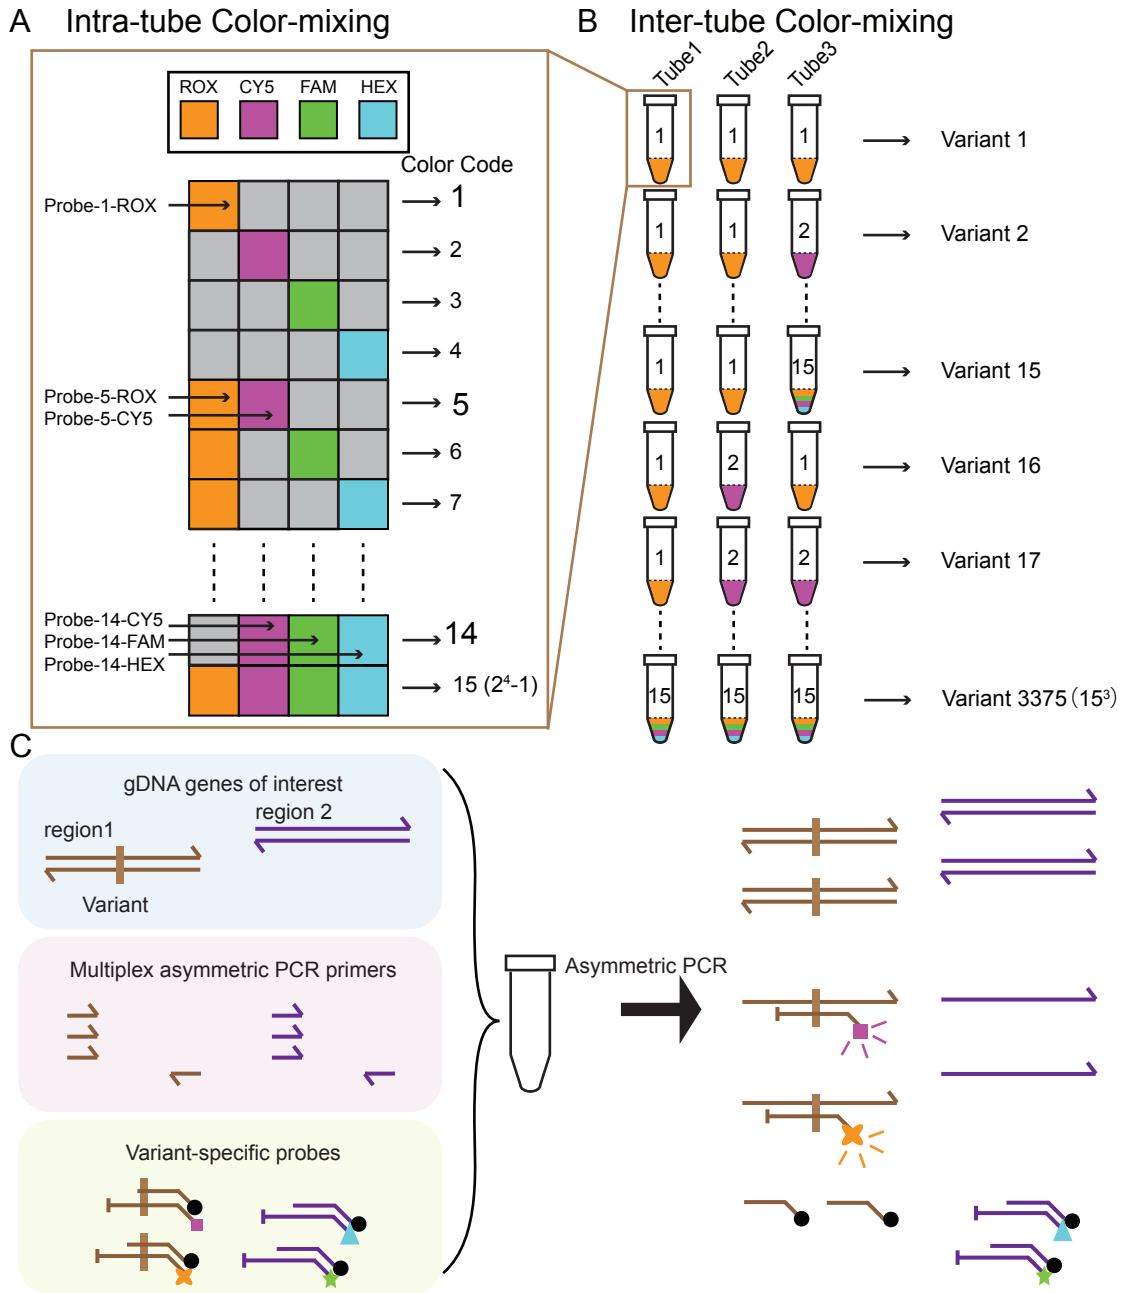 A Intra-tube Color-mixing
ROX CY5 FAM HEX
Color Code
Probe-1-ROX
1
2
3
4
Probe-5-ROX
Probe-5-CY5
5
6
7
Probe-14-CY5
Probe-14-FAM
Probe-14-HEX
14
15 (2⁴-1)
B Inter-tube Color-mixing
Tube1 Tube2 Tube3
1 1 1 Variant 1
1 1 2 Variant 2
1 1 15 Variant 15
1 2 1 Variant 16
1 2 2 Variant 17
15 15 15 Variant 3375 (15³)
C
gDNA genes of interest
region1
region 2
Variant
Multiplex asymmetric PCR primers
Variant-specific probes
Asymmetric PCR